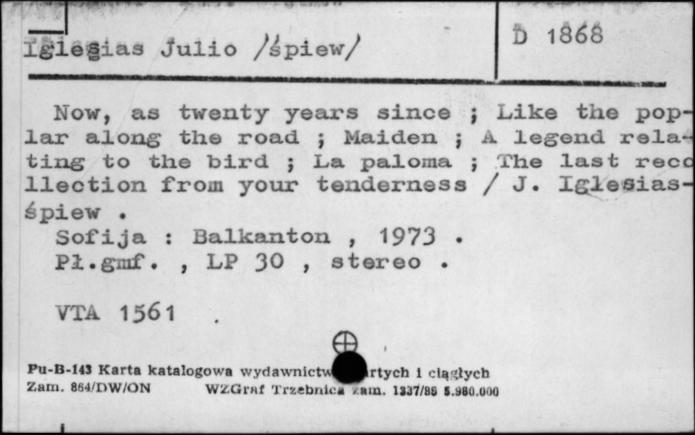 Iglesias Julio /śpiew/
D 1868
Now, as twenty years since ; Like the pop-
lar along the road ; Maiden ; A legend rela-
ting to the bird ; La paloma ; The last reco
llection from your tenderness / J. Iglesias-
śpiew .
Sofija : Balkanton , 1973 .
Pł.gmf. , LP 30 , stereo .
VTA 1561 .
Pu-B-143 Karta katalogowa wydawnictw artych i ciągłych
Zam. 864/DW/ON WZGraf Trzebnica zam. 1337/86 5.980.000